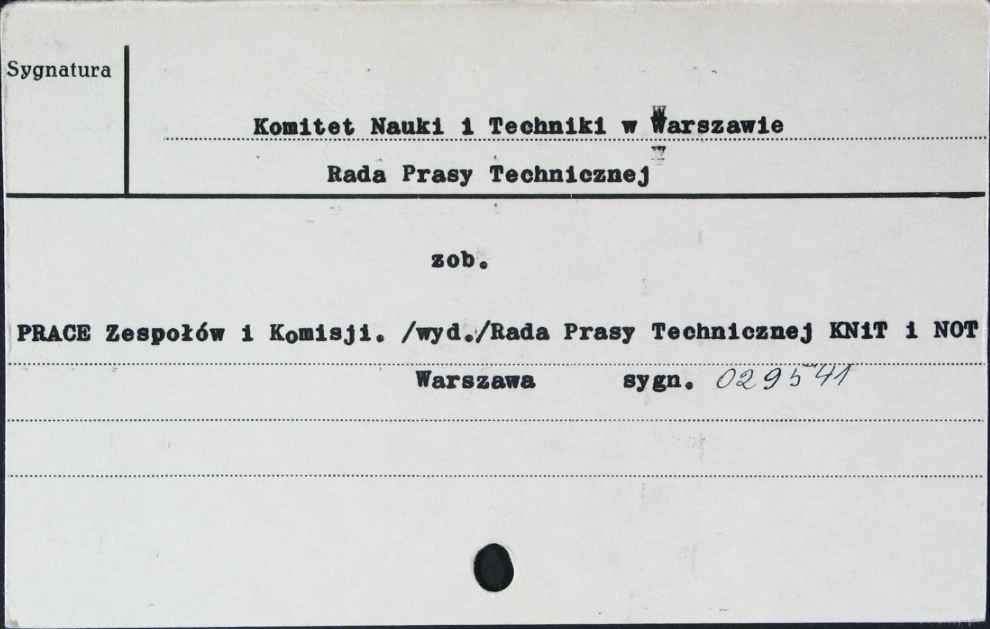 Sygnatura
Komitet Nauki i Techniki w Warszawie
Rada Prasy Technicznej
zob.
PRACE Zespołów i Komisji. /wyd./Rada Prasy Technicznej KNiT i NOT
Warszawa sygn. 029541